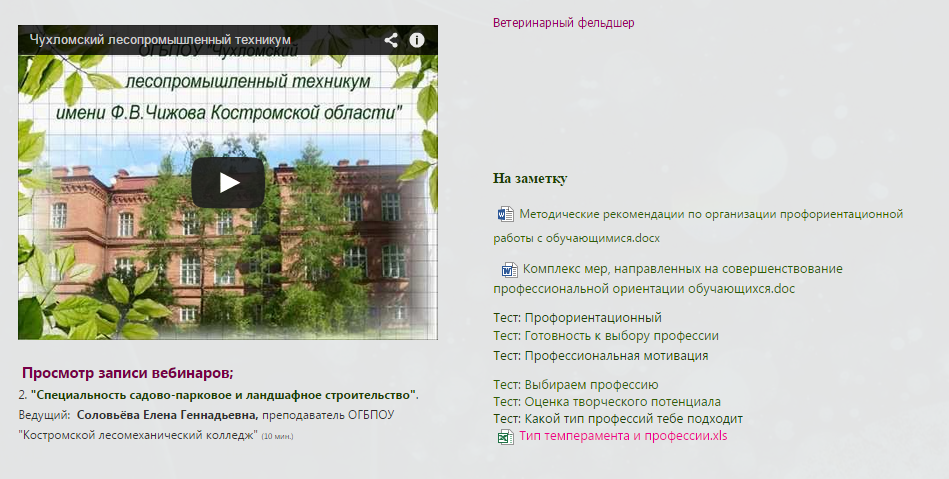 Чухломский лесопромышленный техникум
ОГБПОУ "Чухломский
лесопромышленный техникум
имени Ф.В.Чижова Костромской области"
Просмотр записи вебинаров;
2. "Специальность садово-парковое и ландшафное строительство".
Ведущий: Соловьёва Елена Геннадьевна, преподаватель ОГБПОУ
"Костромской лесомеханический колледж" (10 мин.)
Ветеринарный фельдшер
На заметку
Методические рекомендации по организации профориентационной
работы с обучающимися.docx
Комплекс мер, направленных на совершенствование
профессиональной ориентации обучающихся.doc
Тест: Профориентационный
Тест: Готовность к выбору профессии
Тест: Профессиональная мотивация
Тест: Выбираем профессию
Тест: Оценка творческого потенциала
Тест: Какой тип профессий тебе подходит
Тип темперамента и профессии.xls